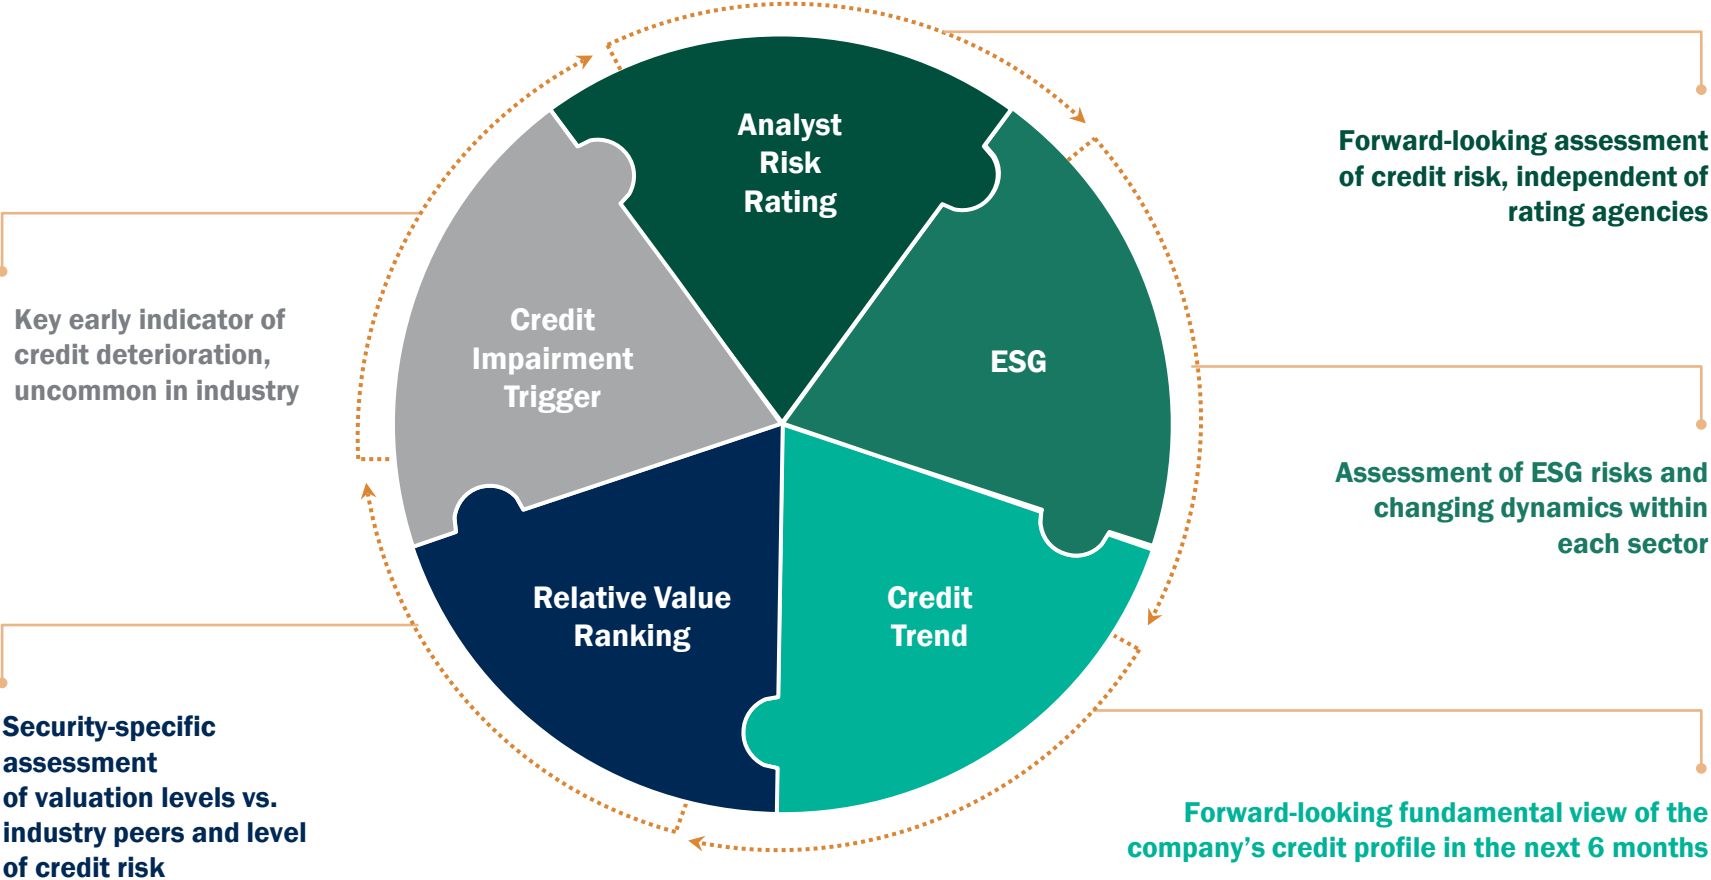 Analyst
Risk
Rating
Forward-looking assessment
of credit risk, independent of
rating agencies
ESG
Assessment of ESG risks and
changing dynamics within
each sector
Credit
Trend
Forward-looking fundamental view of the
company’s credit profile in the next 6 months
Relative Value
Ranking
Security-specific
assessment
of valuation levels vs.
industry peers and level
of credit risk
Credit
Impairment
Trigger
Key early indicator of
credit deterioration,
uncommon in industry